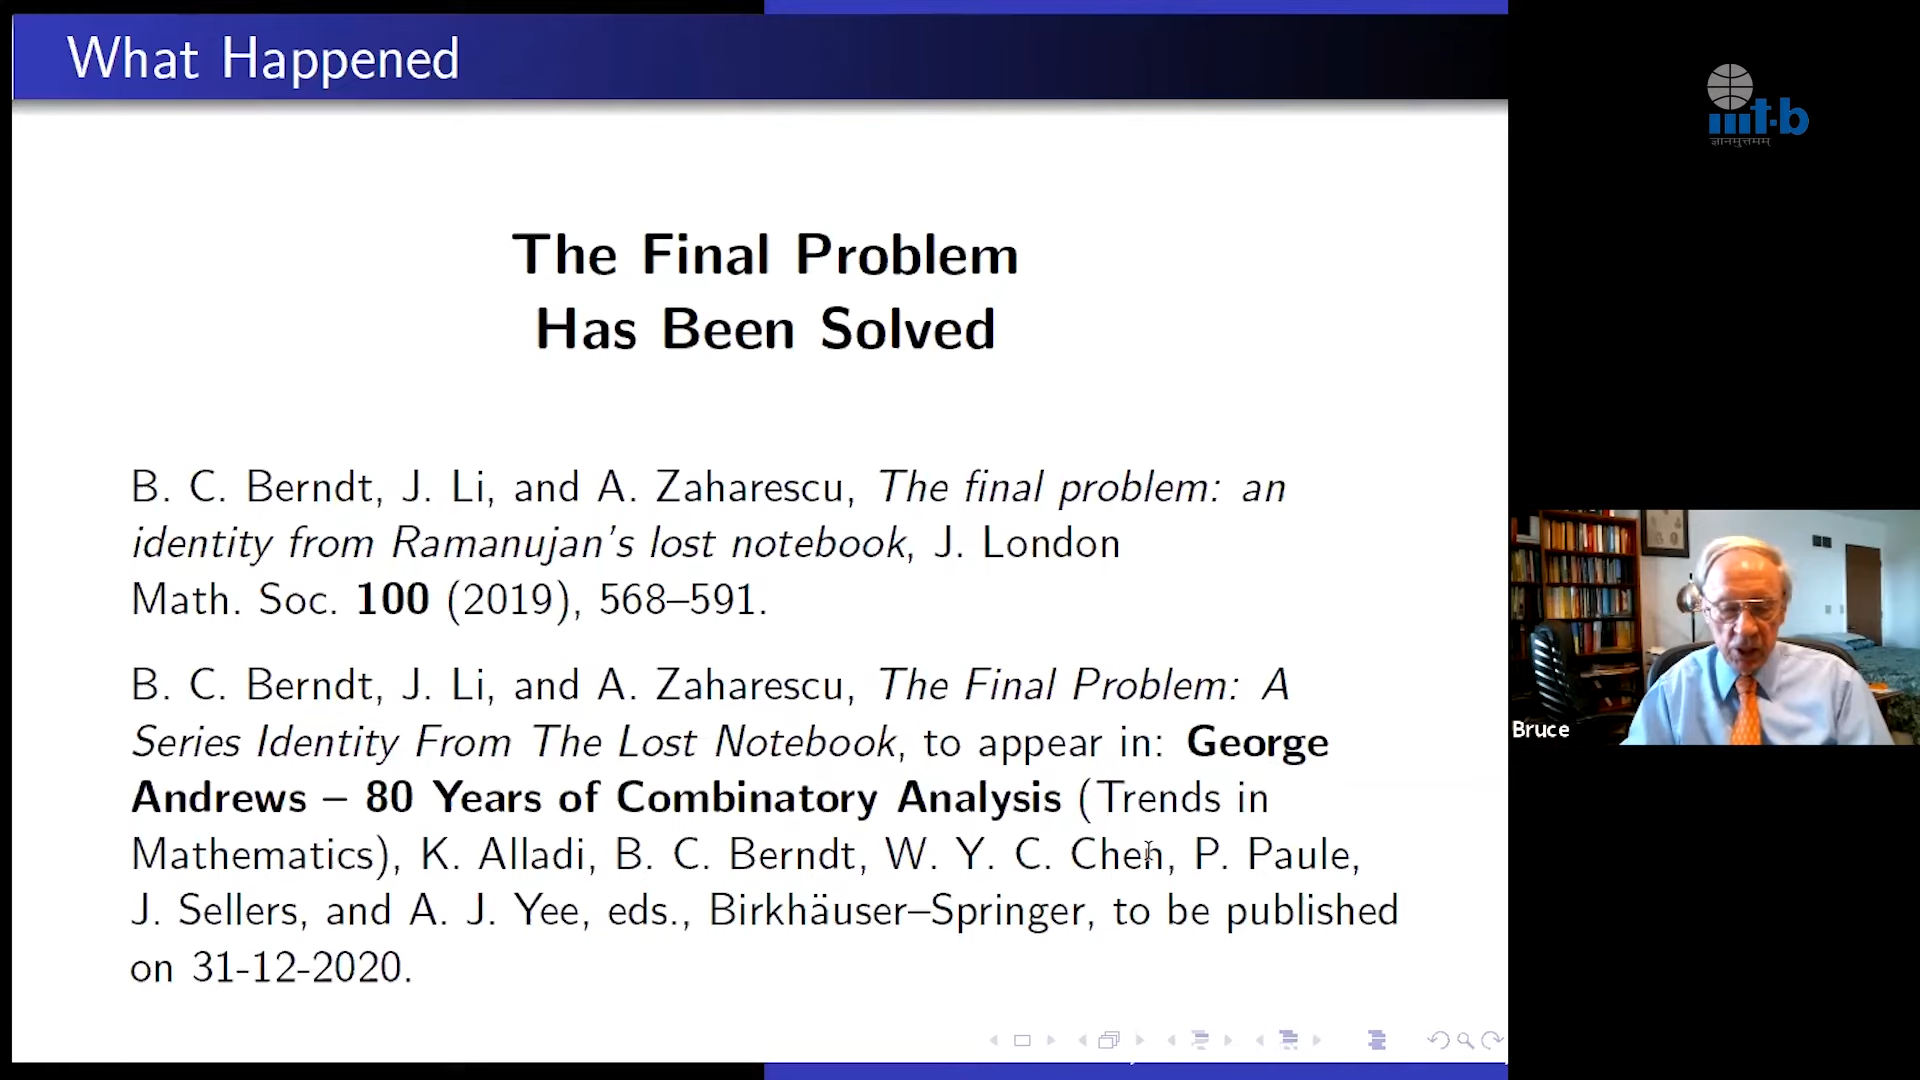 What Happened
The Final Problem
Has Been Solved
B. C. Berndt, J. Li, and A. Zaharescu, The final problem: an
identity from Ramanujan's lost notebook, J. London
Math. Soc. 100 (2019), 568–591.
B. C. Berndt, J. Li, and A. Zaharescu, The Final Problem: A
Series Identity From The Lost Notebook, to appear in: George
Andrews – 80 Years of Combinatory Analysis (Trends in
Mathematics), K. Alladi, B. C. Berndt, W. Y. C. Chen, P. Paule,
J. Sellers, and A. J. Yee, eds., Birkhäuser–Springer, to be published
on 31-12-2020.
iiit-b
ज्ञानमुत्तमम्
Bruce